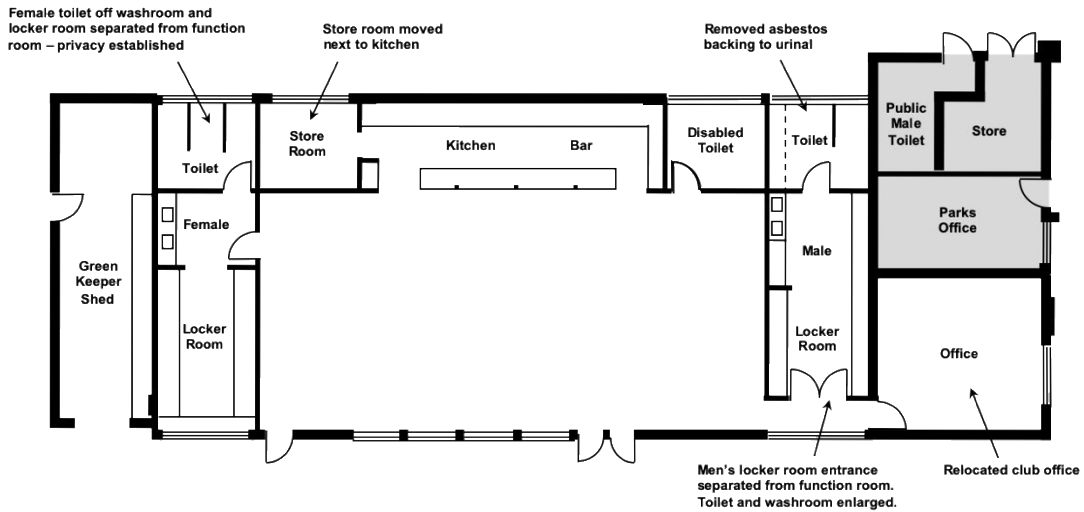 Female toilet off washroom and
locker room separated from function
room – privacy established
Store room moved
next to kitchen
Removed asbestos
backing to urinal
Public
Male
Toilet
Store
Store
Room
Kitchen
Bar
Disabled
Toilet
Toilet
Toilet
Female
Parks
Office
Male
Green
Keeper
Shed
Locker
Room
Locker
Room
Office
Men's locker room entrance
separated from function room.
Toilet and washroom enlarged.
Relocated club office